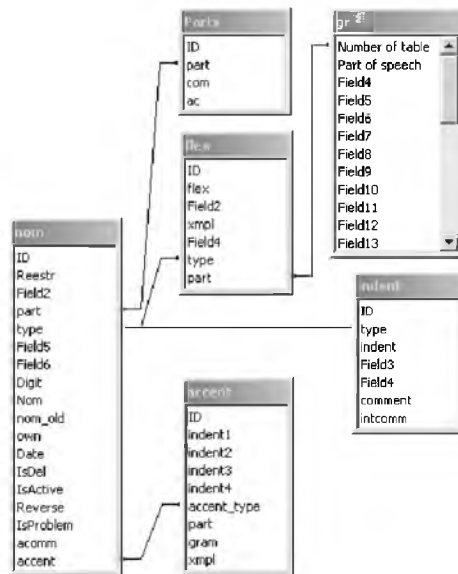 Parts
ID
part
com
ac
gr
Number of table
Part of speech
Field4
Field5
Field6
Field7
Field8
Field9
Field10
Field11
Field12
Field13
flex
ID
flex
Field2
xmpl
Field4
type
part
nom
ID
Reestr
Field2
part
type
Field5
Field6
Digit
Nom
nom_old
own
Date
IsDel
IsActive
Reverse
IsProblem
acomm
accent
indent
ID
type
indent
Field3
Field4
comment
intcomm
accent
ID
indent1
indent2
indent3
indent4
accent_type
part
gram
xmpl